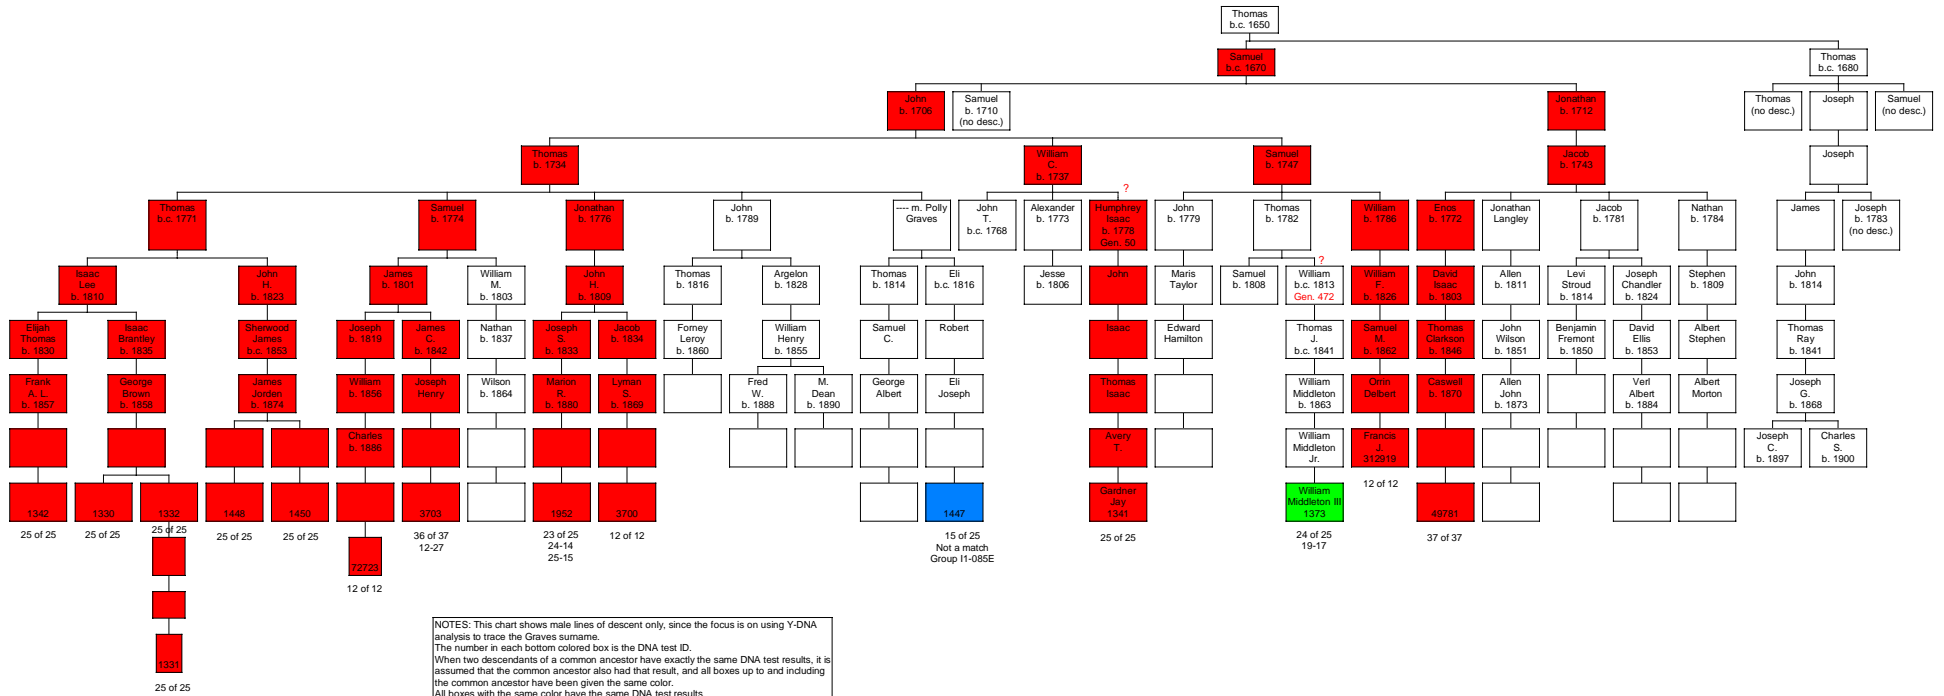 Thomas
b.c. 1650
Samuel
b.c. 1670
Thomas
b.c. 1680
John
b. 1706
Samuel
b. 1710
(no desc.)
Jonathan
b. 1712
Thomas
(no desc.)
Joseph
Samuel
(no desc.)
Thomas
b. 1734
William
C.
b. 1737
Samuel
b. 1747
Jacob
b. 1743
Joseph
Thomas
b.c. 1771
Samuel
b. 1774
Jonathan
b. 1776
John
b. 1789
---- m. Polly
Graves
John
T.
b.c. 1768
Alexander
b. 1773
?
Humphrey
Isaac
b. 1778
Gen. 50
John
b. 1779
Thomas
b. 1782
William
b. 1786
Enos
b. 1772
Jonathan
Langley
Jacob
b. 1781
Nathan
b. 1784
James
Joseph
b. 1783
(no desc.)
Isaac
Lee
b. 1810
John
H.
b. 1823
James
b. 1801
William
M.
b. 1803
John
H.
b. 1809
Thomas
b. 1816
Argelon
b. 1828
Thomas
b. 1814
Eli
b.c. 1816
Jesse
b. 1806
John
Maris
Taylor
Samuel
b. 1808
?
William
b.c. 1813
Gen. 472
William
F.
b. 1826
David
Isaac
b. 1803
Allen
b. 1811
Levi
Stroud
b. 1814
Joseph
Chandler
b. 1824
Stephen
b. 1809
John
b. 1814
Elijah
Thomas
b. 1830
Isaac
Brantley
b. 1835
Sherwood
James
b.c. 1853
Joseph
b. 1819
James
C.
b. 1842
Nathan
b. 1837
Joseph
S.
b. 1833
Jacob
b. 1834
Forney
Leroy
b. 1860
William
Henry
b. 1855
Samuel
C.
Robert
Isaac
Edward
Hamilton
Thomas
J.
b.c. 1841
Samuel
M.
b. 1862
Thomas
Clarkson
b. 1846
John
Wilson
b. 1851
Benjamin
Fremont
b. 1850
David
Ellis
b. 1853
Albert
Stephen
Thomas
Ray
b. 1841
Frank
A. L.
b. 1857
George
Brown
b. 1858
James
Jorden
b. 1874
William
b. 1856
Joseph
Henry
Wilson
b. 1864
Marion
R.
b. 1880
Lyman
S.
b. 1869
Fred
W.
b. 1888
M.
Dean
b. 1890
George
Albert
Eli
Joseph
Thomas
Isaac
William
Middleton
b. 1863
Orrin
Delbert
Caswell
b. 1870
Allen
John
b. 1873
Verl
Albert
b. 1884
Albert
Morton
Joseph
G.
b. 1868
Charles
b. 1886
Avery
T.
William
Middleton
Jr.
Francis
J.
312919
12 of 12
Joseph
C.
b. 1897
Charles
S.
b. 1900
1342
25 of 25
1330
25 of 25
1332
25 of 25
1448
25 of 25
1450
25 of 25
3703
36 of 37
12-27
1952
23 of 25
24-14
25-15
3700
12 of 12
1447
15 of 25
Not a match
Group I1-085E
Gardner
Jay
1341
25 of 25
William
Middleton III
1373
24 of 25
19-17
49781
37 of 37
72723
12 of 12
1331
25 of 25
NOTES: This chart shows male lines of descent only, since the focus is on using Y-DNA
analysis to trace the Graves surname.
The number in each bottom colored box is the DNA test ID.
When two descendants of a common ancestor have exactly the same DNA test results, it is
assumed that the common ancestor also had that result, and all boxes up to and including
the common ancestor have been given the same color.
All boxes with the same color have the same DNA test results.